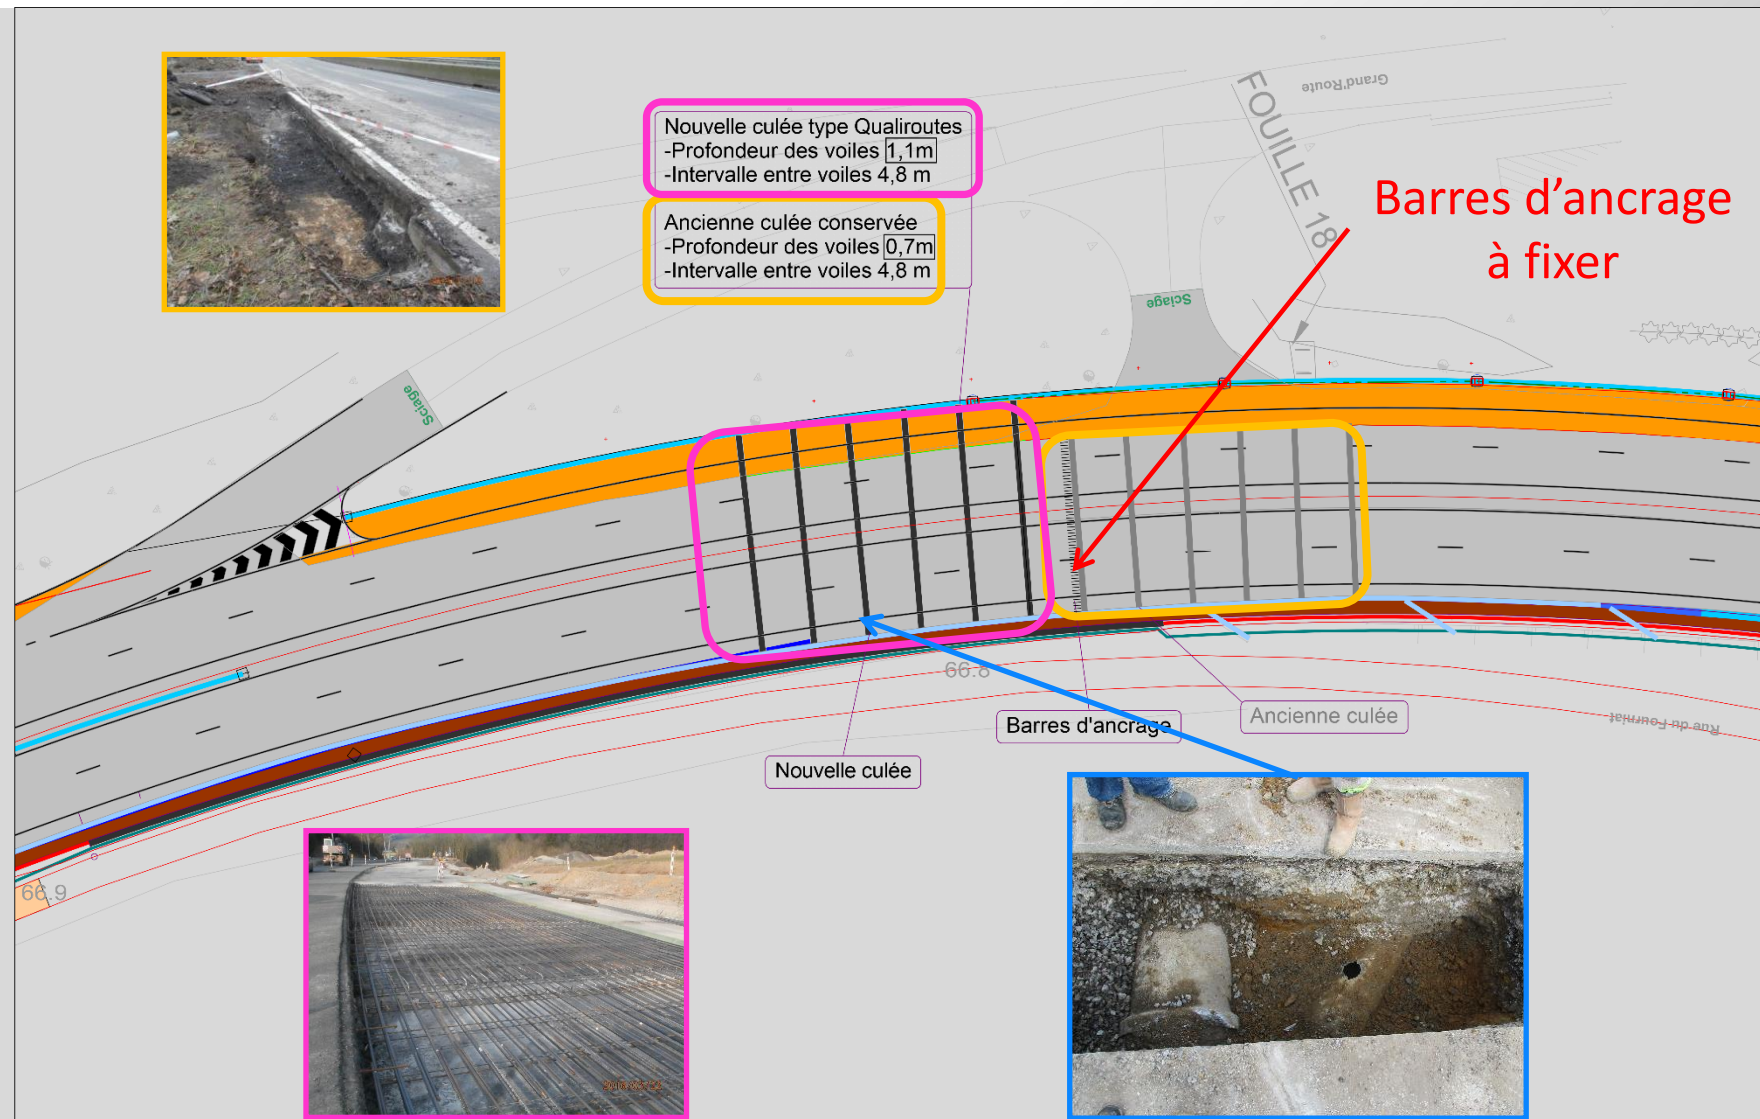 Nouvelle culée type Qualiroutes
-Profondeur des voiles 1,1m
-Intervalle entre voiles 4,8 m
Ancienne culée conservée
-Profondeur des voiles 0,7m
-Intervalle entre voiles 4,8 m
Grand'Route
FOUILLE 18
Barres d’ancrage
à fixer
Sciage
Sciage
66.8
Barres d'ancrage
Ancienne culée
Rue du Fourniat
Nouvelle culée
66.9